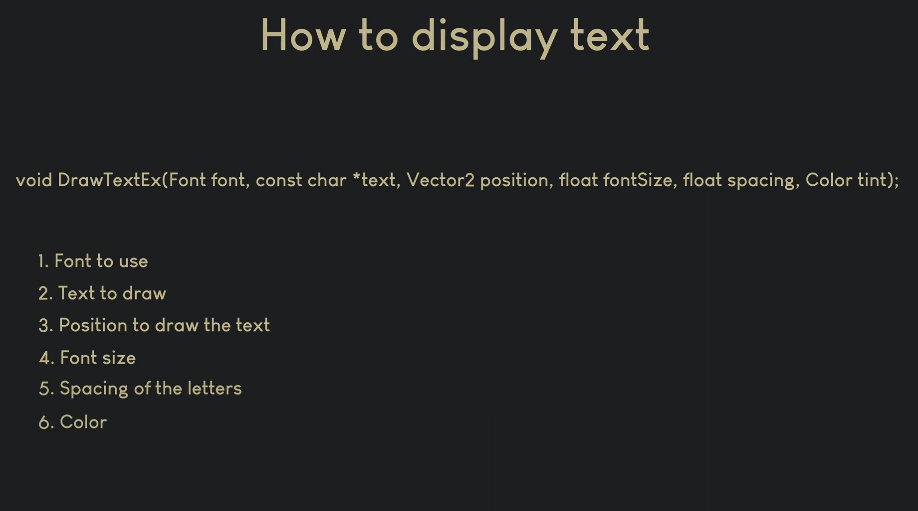 How to display text
void DrawTextEx(Font font, const char *text, Vector2 position, float fontSize, float spacing, Color tint);
1. Font to use
2. Text to draw
3. Position to draw the text
4. Font size
5. Spacing of the letters
6. Color